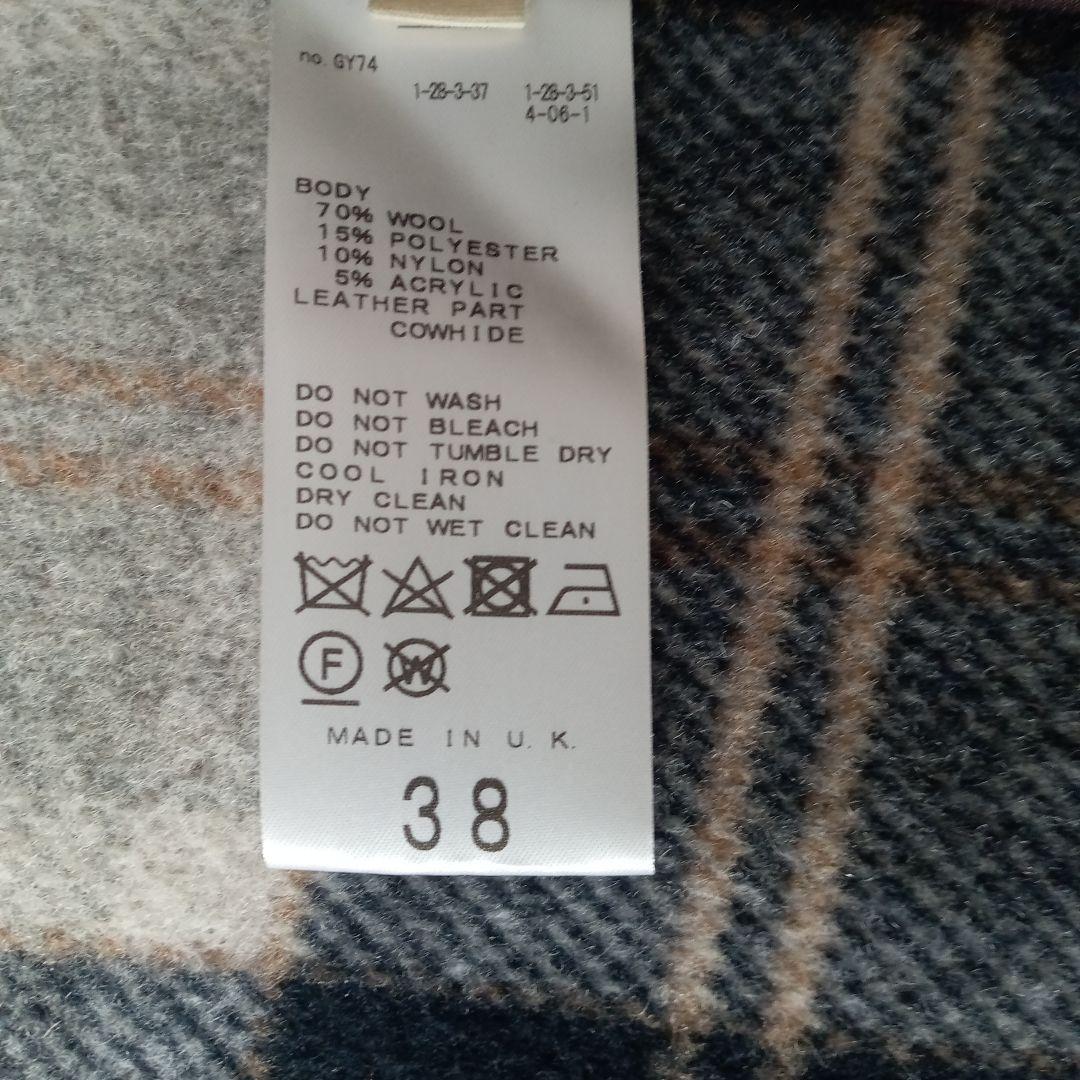 no. GY74
1-28-3-37 1-28-3-51
4-06-1
BODY
70% WOOL
15% POLYESTER
10% NYLON
5% ACRYLIC
LEATHER PART
COWHIDE
DO NOT WASH
DO NOT BLEACH
DO NOT TUMBLE DRY
COOL IRON
DRY CLEAN
DO NOT WET CLEAN
F W
MADE IN U. K.
38